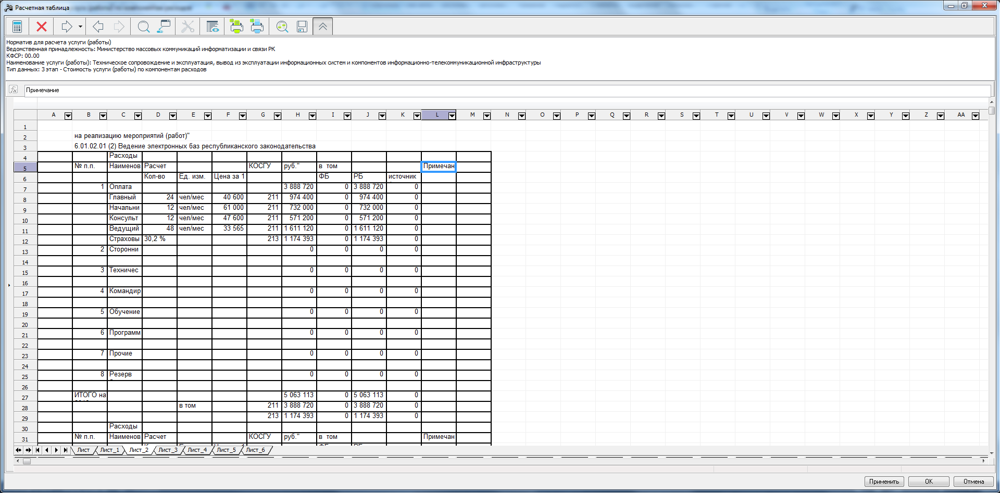 Расчетная таблица
Норматив для расчета услуги (работы)
Ведомственная принадлежность: Министерство массовых коммуникаций информатизации и связи РК
КФСР: 00.00
Наименование услуги (работы): Техническое сопровождение и эксплуатация, вывод из эксплуатации информационных систем и компонентов информационно-телекоммуникационной инфраструктуры
Тип данных: 3 этап - Стоимость услуги (работы) по компонентам расходов
Примечание
A B C D E F G H I J K L M N O P Q R S T U V W X Y Z AA
1
2 на реализацию мероприятий (работ)"
3 6.01.02.01 (2) Ведение электронных баз республиканского законодательства
4 Расходы
5 № п.п. Наименов Расчет КОСГУ руб." в том Примечан
6 Кол-во Ед. изм. Цена за 1 ФБ РБ источник
7 1 Оплата 3 888 720 0 3 888 720 0
8 Главный 24 чел/мес 40 600 211 974 400 0 974 400 0
9 Начальни 12 чел/мес 61 000 211 732 000 0 732 000 0
10 Консульт 12 чел/мес 47 600 211 571 200 0 571 200 0
11 Ведущий 48 чел/мес 33 565 211 1 611 120 0 1 611 120 0
12 Страховы 30,2 % 213 1 174 393 0 1 174 393 0
13 2 Сторонни 0 0 0 0
14
15 3 Техничес 0 0 0 0
16
17 4 Командир 0 0 0 0
18
19 5 Обучение 0 0 0 0
20
21 6 Программ 0 0 0 0
22
23 7 Прочие 0 0 0 0
24
25 8 Резерв 0 0 0 0
26
27 ИТОГО на 5 063 113 0 5 063 113 0
28 в том 211 3 888 720 0 3 888 720 0
29 213 1 174 393 0 1 174 393 0
30 Расходы
31 № п.п. Наименов Расчет КОСГУ руб." в том Примечан
Лист Лист_1 Лист_2 Лист_3 Лист_4 Лист_5 Лист_6
Применить OK Отмена